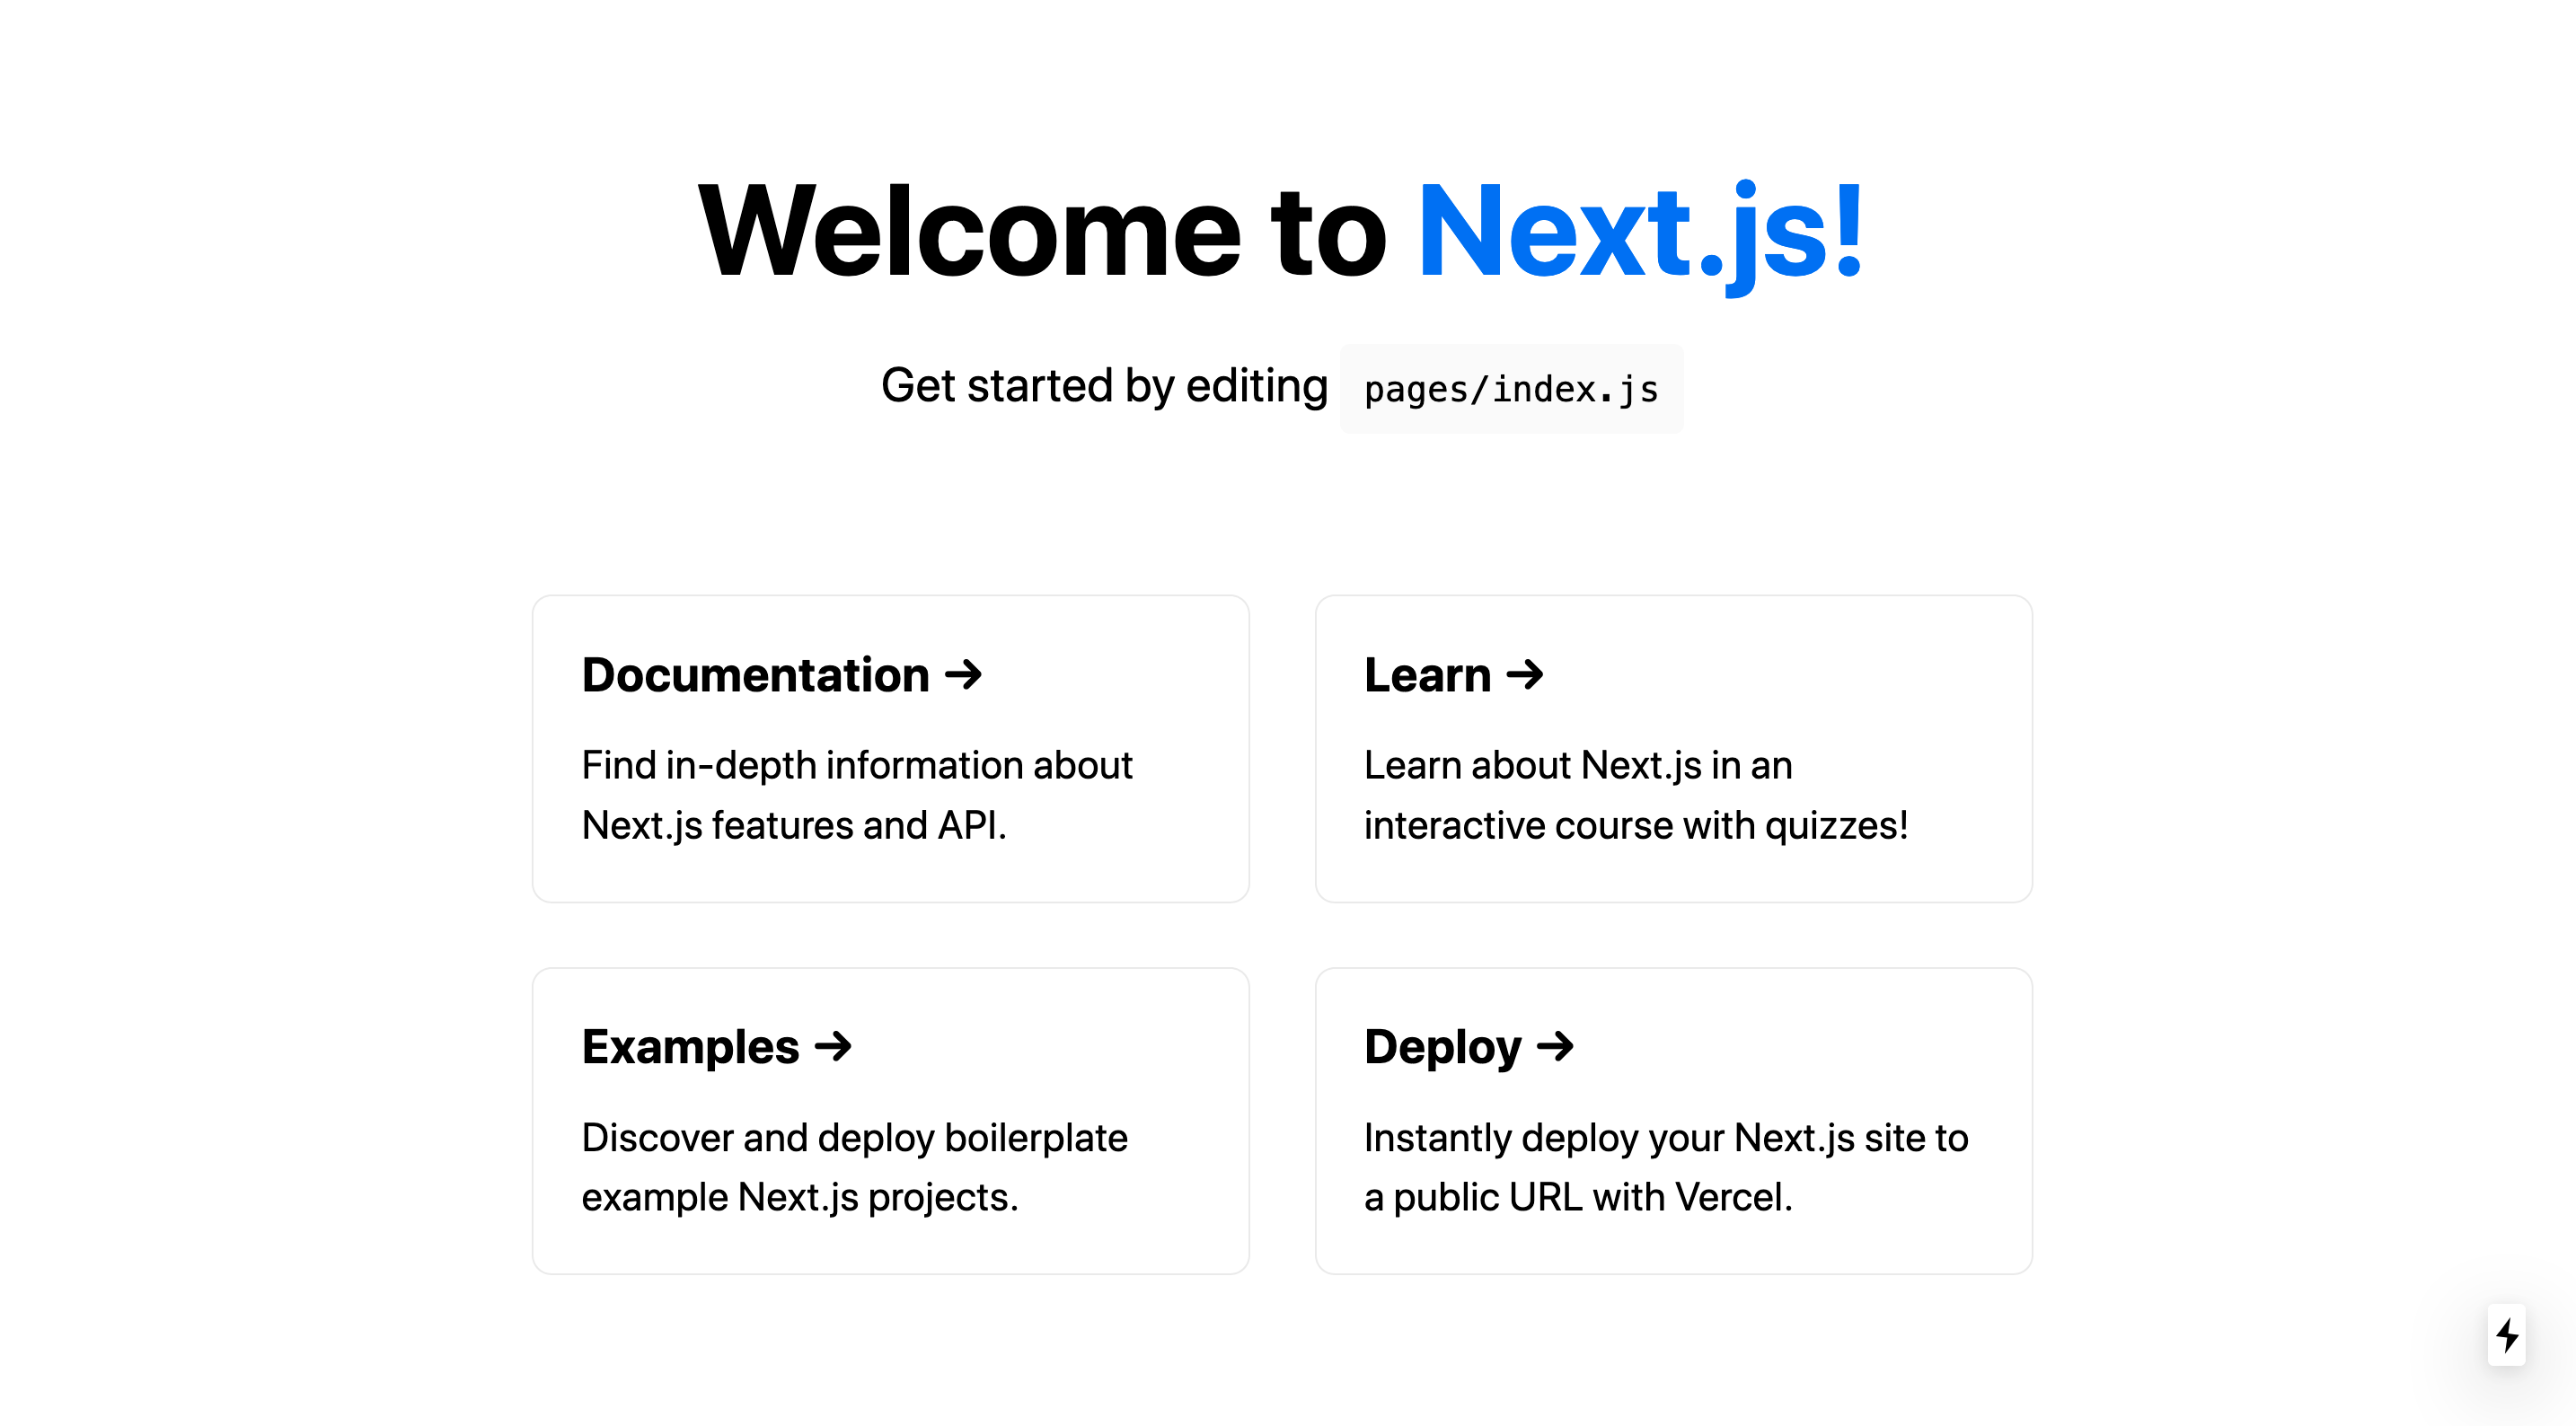 Welcome to Next.js!
Get started by editing pages/index.js
Documentation →
Find in-depth information about
Next.js features and API.
Learn →
Learn about Next.js in an
interactive course with quizzes!
Examples →
Discover and deploy boilerplate
example Next.js projects.
Deploy →
Instantly deploy your Next.js site to
a public URL with Vercel.